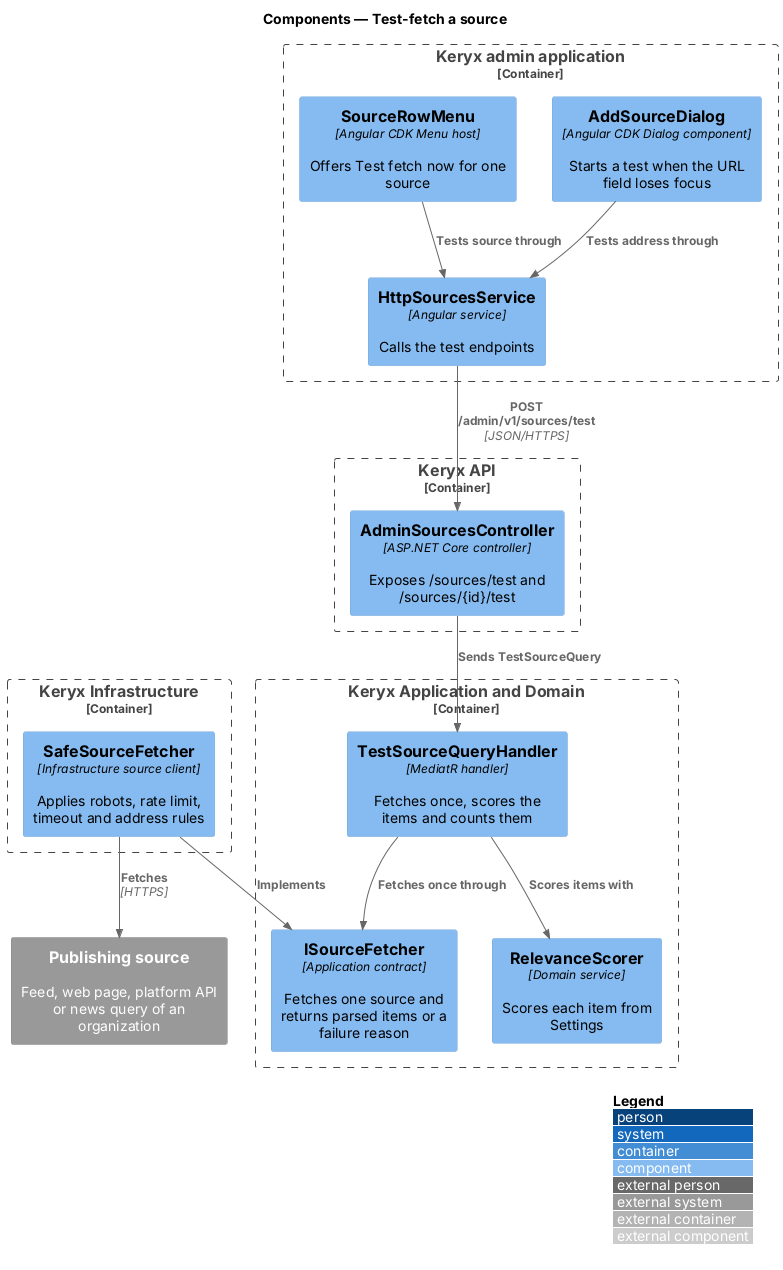 Components — Test-fetch a source
Keryx admin application
[Container]
SourceRowMenu
[Angular CDK Menu host]
Offers Test fetch now for one
source
AddSourceDialog
[Angular CDK Dialog component]
Starts a test when the URL
field loses focus
Tests source through
Tests address through
HttpSourcesService
[Angular service]
Calls the test endpoints
POST
/admin/v1/sources/test
[JSON/HTTPS]
Keryx API
[Container]
AdminSourcesController
[ASP.NET Core controller]
Exposes /sources/test and
/sources/{id}/test
Sends TestSourceQuery
Keryx Infrastructure
[Container]
SafeSourceFetcher
[Infrastructure source client]
Applies robots, rate limit,
timeout and address rules
Keryx Application and Domain
[Container]
TestSourceQueryHandler
[MediatR handler]
Fetches once, scores the
items and counts them
Fetches
[HTTPS]
Implements
Fetches once through
Scores items with
Publishing source
Feed, web page, platform API
or news query of an
organization
ISourceFetcher
[Application contract]
Fetches one source and
returns parsed items or a
failure reason
RelevanceScorer
[Domain service]
Scores each item from
Settings
Legend
person
system
container
component
external person
external system
external container
external component